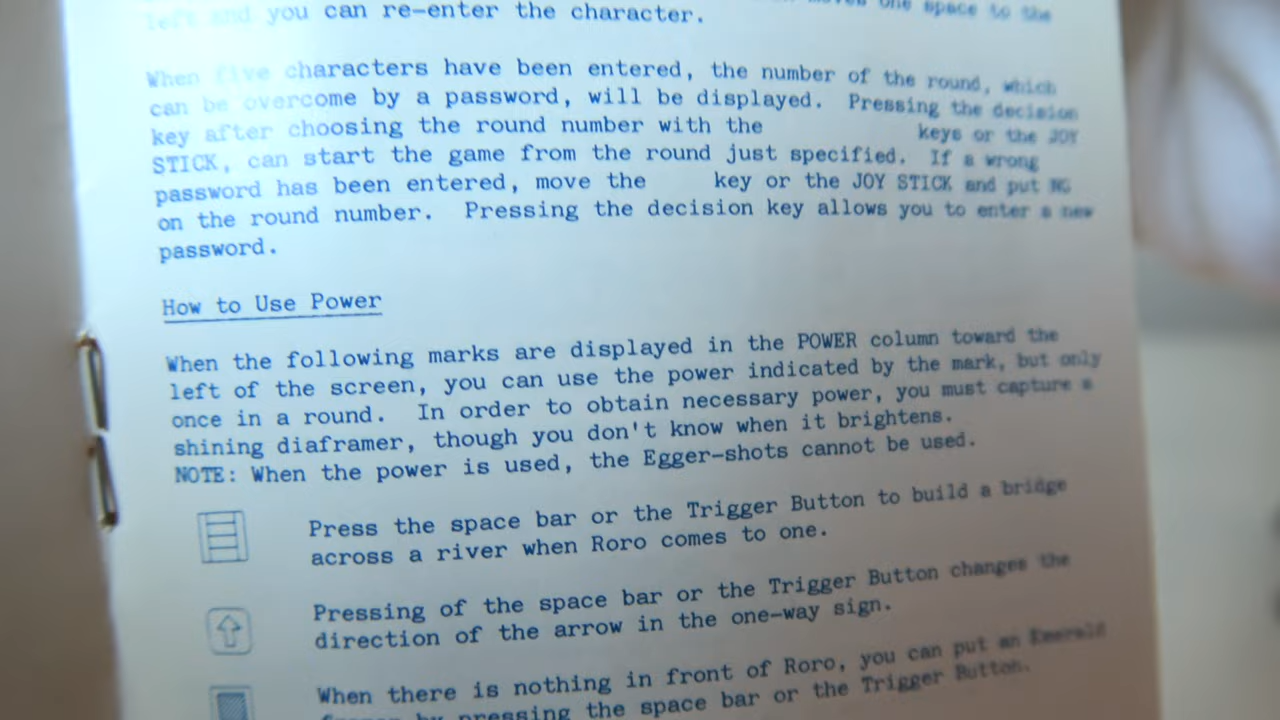 moves one space to the
left and you can re-enter the character.
When five characters have been entered, the number of the round, which
can be overcome by a password, will be displayed. Pressing the decision
key after choosing the round number with the keys or the JOY
STICK, can start the game from the round just specified. If a wrong
password has been entered, move the key or the JOY STICK and put NG
on the round number. Pressing the decision key allows you to enter a new
password.
How to Use Power
When the following marks are displayed in the POWER column toward the
left of the screen, you can use the power indicated by the mark, but only
once in a round. In order to obtain necessary power, you must capture a
shining diaframer, though you don't know when it brightens.
NOTE: When the power is used, the Egger-shots cannot be used.
Press the space bar or the Trigger Button to build a bridge
across a river when Roro comes to one.
Pressing of the space bar or the Trigger Button changes the
direction of the arrow in the one-way sign.
When there is nothing in front of Roro, you can put an Emerald
framer by pressing the space bar or the Trigger Button.